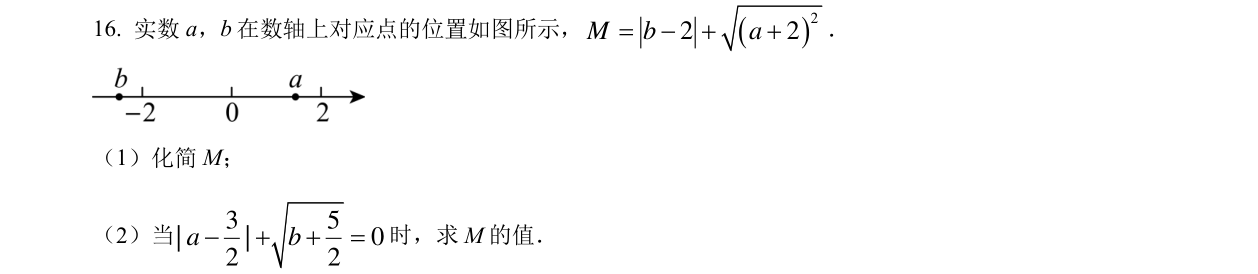 16. 实数 a，b 在数轴上对应点的位置如图所示，M = |b − 2| + √(a + 2)².
b a
−2 0 2
（1）化简 M；
（2）当 |a − 3/2| + √(b + 5/2) = 0 时，求 M 的值．